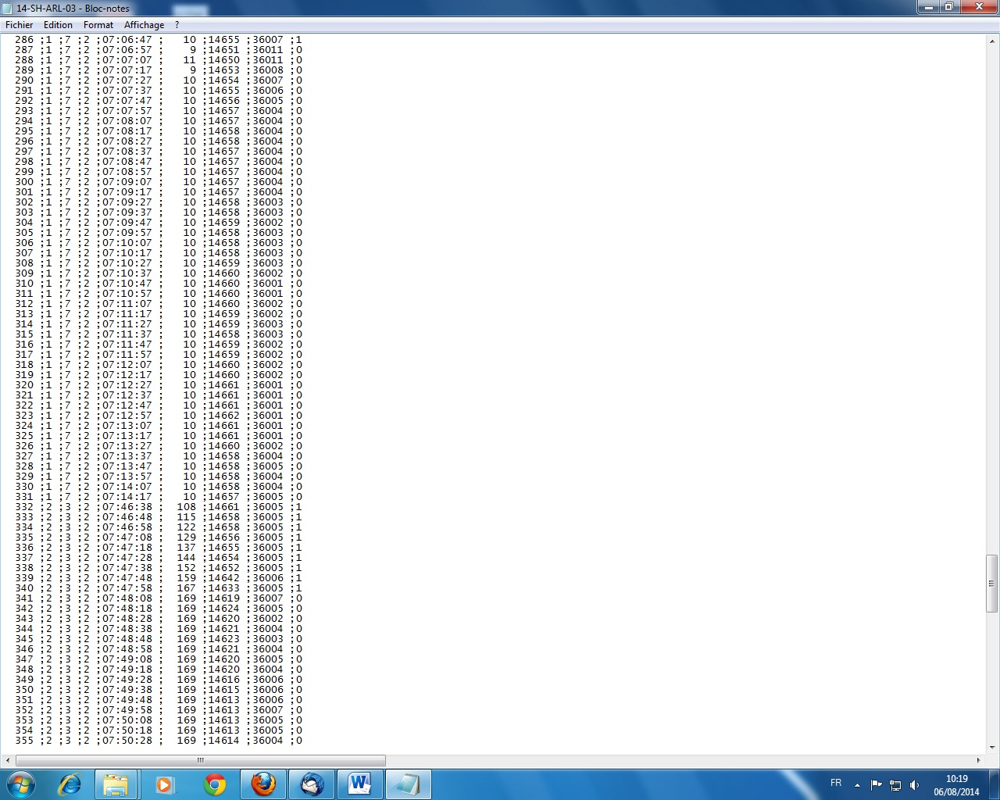 14-SH-ARL-03 - Bloc-notes
Fichier Edition Format Affichage ?
286 ;1 ;7 ;2 ;07:06:47 ; 10 ;14655 ;36007 ;1
287 ;1 ;7 ;2 ;07:06:57 ; 9 ;14651 ;36011 ;0
288 ;1 ;7 ;2 ;07:07:07 ; 11 ;14650 ;36011 ;0
289 ;1 ;7 ;2 ;07:07:17 ; 9 ;14653 ;36008 ;0
290 ;1 ;7 ;2 ;07:07:27 ; 10 ;14654 ;36007 ;0
291 ;1 ;7 ;2 ;07:07:37 ; 10 ;14655 ;36006 ;0
292 ;1 ;7 ;2 ;07:07:47 ; 10 ;14656 ;36005 ;0
293 ;1 ;7 ;2 ;07:07:57 ; 10 ;14657 ;36004 ;0
294 ;1 ;7 ;2 ;07:08:07 ; 10 ;14657 ;36004 ;0
295 ;1 ;7 ;2 ;07:08:17 ; 10 ;14658 ;36004 ;0
296 ;1 ;7 ;2 ;07:08:27 ; 10 ;14658 ;36004 ;0
297 ;1 ;7 ;2 ;07:08:37 ; 10 ;14657 ;36004 ;0
298 ;1 ;7 ;2 ;07:08:47 ; 10 ;14657 ;36004 ;0
299 ;1 ;7 ;2 ;07:08:57 ; 10 ;14657 ;36004 ;0
300 ;1 ;7 ;2 ;07:09:07 ; 10 ;14657 ;36004 ;0
301 ;1 ;7 ;2 ;07:09:17 ; 10 ;14657 ;36004 ;0
302 ;1 ;7 ;2 ;07:09:27 ; 10 ;14658 ;36003 ;0
303 ;1 ;7 ;2 ;07:09:37 ; 10 ;14658 ;36003 ;0
304 ;1 ;7 ;2 ;07:09:47 ; 10 ;14659 ;36002 ;0
305 ;1 ;7 ;2 ;07:09:57 ; 10 ;14658 ;36003 ;0
306 ;1 ;7 ;2 ;07:10:07 ; 10 ;14658 ;36003 ;0
307 ;1 ;7 ;2 ;07:10:17 ; 10 ;14658 ;36003 ;0
308 ;1 ;7 ;2 ;07:10:27 ; 10 ;14659 ;36003 ;0
309 ;1 ;7 ;2 ;07:10:37 ; 10 ;14660 ;36002 ;0
310 ;1 ;7 ;2 ;07:10:47 ; 10 ;14660 ;36001 ;0
311 ;1 ;7 ;2 ;07:10:57 ; 10 ;14660 ;36001 ;0
312 ;1 ;7 ;2 ;07:11:07 ; 10 ;14660 ;36002 ;0
313 ;1 ;7 ;2 ;07:11:17 ; 10 ;14659 ;36002 ;0
314 ;1 ;7 ;2 ;07:11:27 ; 10 ;14659 ;36003 ;0
315 ;1 ;7 ;2 ;07:11:37 ; 10 ;14658 ;36003 ;0
316 ;1 ;7 ;2 ;07:11:47 ; 10 ;14659 ;36002 ;0
317 ;1 ;7 ;2 ;07:11:57 ; 10 ;14659 ;36002 ;0
318 ;1 ;7 ;2 ;07:12:07 ; 10 ;14660 ;36002 ;0
319 ;1 ;7 ;2 ;07:12:17 ; 10 ;14660 ;36002 ;0
320 ;1 ;7 ;2 ;07:12:27 ; 10 ;14661 ;36001 ;0
321 ;1 ;7 ;2 ;07:12:37 ; 10 ;14661 ;36001 ;0
322 ;1 ;7 ;2 ;07:12:47 ; 10 ;14661 ;36001 ;0
323 ;1 ;7 ;2 ;07:12:57 ; 10 ;14662 ;36001 ;0
324 ;1 ;7 ;2 ;07:13:07 ; 10 ;14661 ;36001 ;0
325 ;1 ;7 ;2 ;07:13:17 ; 10 ;14661 ;36001 ;0
326 ;1 ;7 ;2 ;07:13:27 ; 10 ;14660 ;36002 ;0
327 ;1 ;7 ;2 ;07:13:37 ; 10 ;14658 ;36004 ;0
328 ;1 ;7 ;2 ;07:13:47 ; 10 ;14658 ;36005 ;0
329 ;1 ;7 ;2 ;07:13:57 ; 10 ;14658 ;36004 ;0
330 ;1 ;7 ;2 ;07:14:07 ; 10 ;14658 ;36004 ;0
331 ;1 ;7 ;2 ;07:14:17 ; 10 ;14657 ;36005 ;0
332 ;2 ;3 ;2 ;07:46:38 ; 108 ;14661 ;36005 ;1
333 ;2 ;3 ;2 ;07:46:48 ; 115 ;14658 ;36005 ;1
334 ;2 ;3 ;2 ;07:46:58 ; 122 ;14658 ;36005 ;1
335 ;2 ;3 ;2 ;07:47:08 ; 129 ;14656 ;36005 ;1
336 ;2 ;3 ;2 ;07:47:18 ; 137 ;14655 ;36005 ;1
337 ;2 ;3 ;2 ;07:47:28 ; 144 ;14654 ;36005 ;1
338 ;2 ;3 ;2 ;07:47:38 ; 152 ;14652 ;36005 ;1
339 ;2 ;3 ;2 ;07:47:48 ; 159 ;14642 ;36006 ;1
340 ;2 ;3 ;2 ;07:47:58 ; 167 ;14633 ;36005 ;1
341 ;2 ;3 ;2 ;07:48:08 ; 169 ;14619 ;36007 ;0
342 ;2 ;3 ;2 ;07:48:18 ; 169 ;14624 ;36005 ;0
343 ;2 ;3 ;2 ;07:48:28 ; 169 ;14620 ;36002 ;0
344 ;2 ;3 ;2 ;07:48:38 ; 169 ;14621 ;36004 ;0
345 ;2 ;3 ;2 ;07:48:48 ; 169 ;14623 ;36003 ;0
346 ;2 ;3 ;2 ;07:48:58 ; 169 ;14621 ;36004 ;0
347 ;2 ;3 ;2 ;07:49:08 ; 169 ;14620 ;36005 ;0
348 ;2 ;3 ;2 ;07:49:18 ; 169 ;14620 ;36004 ;0
349 ;2 ;3 ;2 ;07:49:28 ; 169 ;14616 ;36006 ;0
350 ;2 ;3 ;2 ;07:49:38 ; 169 ;14615 ;36006 ;0
351 ;2 ;3 ;2 ;07:49:48 ; 169 ;14613 ;36006 ;0
352 ;2 ;3 ;2 ;07:49:58 ; 169 ;14613 ;36007 ;0
353 ;2 ;3 ;2 ;07:50:08 ; 169 ;14613 ;36005 ;0
354 ;2 ;3 ;2 ;07:50:18 ; 169 ;14613 ;36005 ;0
355 ;2 ;3 ;2 ;07:50:28 ; 169 ;14614 ;36004 ;0
FR
10:19
06/08/2014